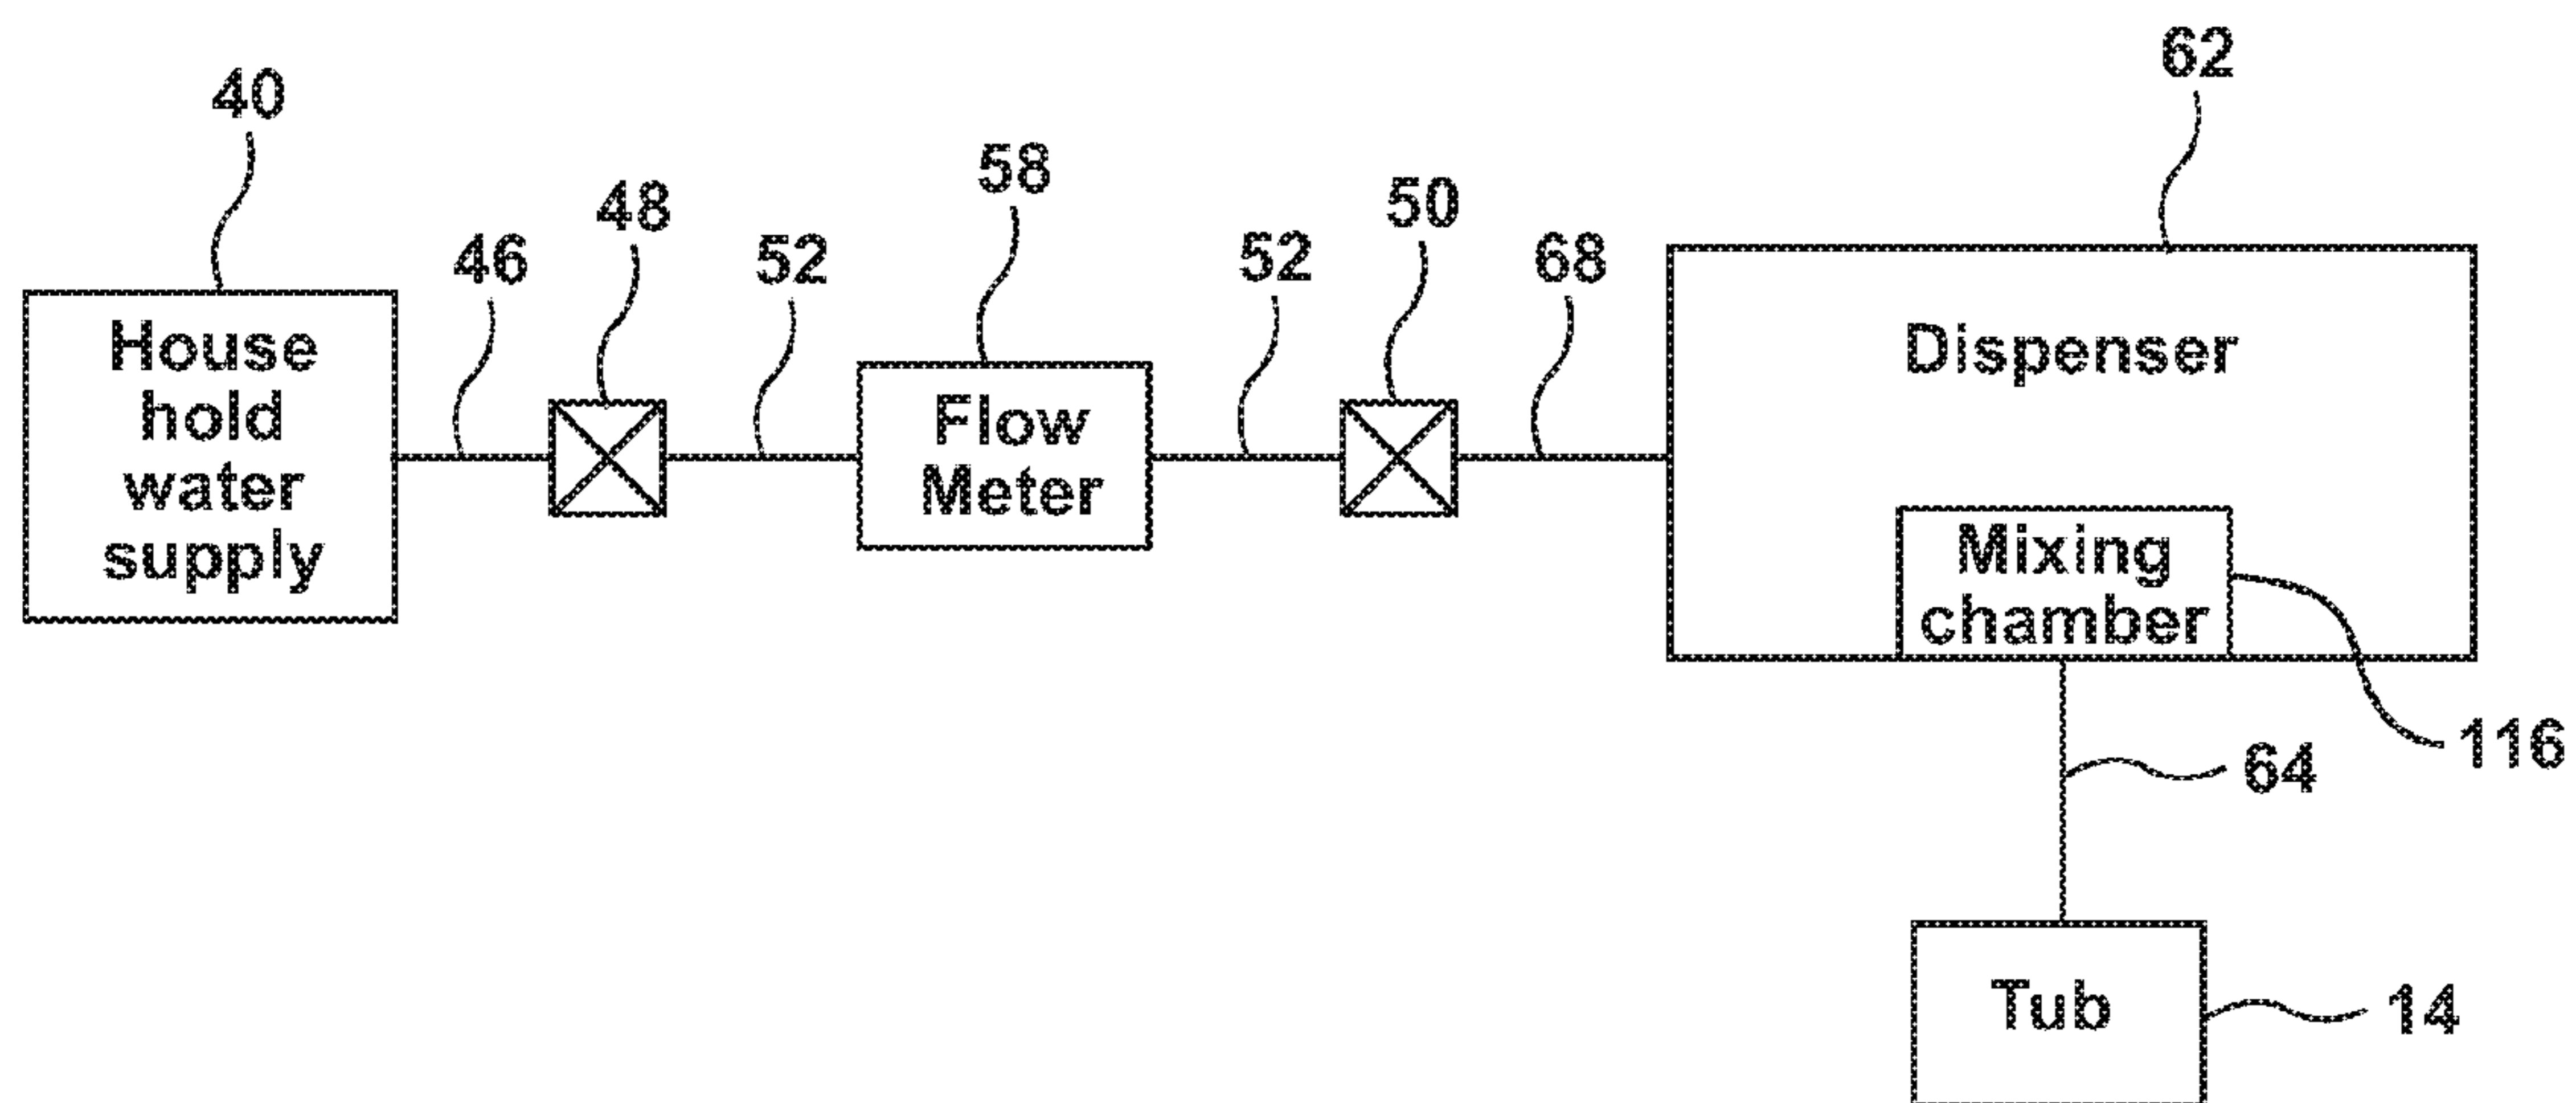 62
40
58
48
50
46
52
52
68
House
hold
water
supply
Flow
Meter
Dispenser
Mixing
chamber
116
64
Tub
14